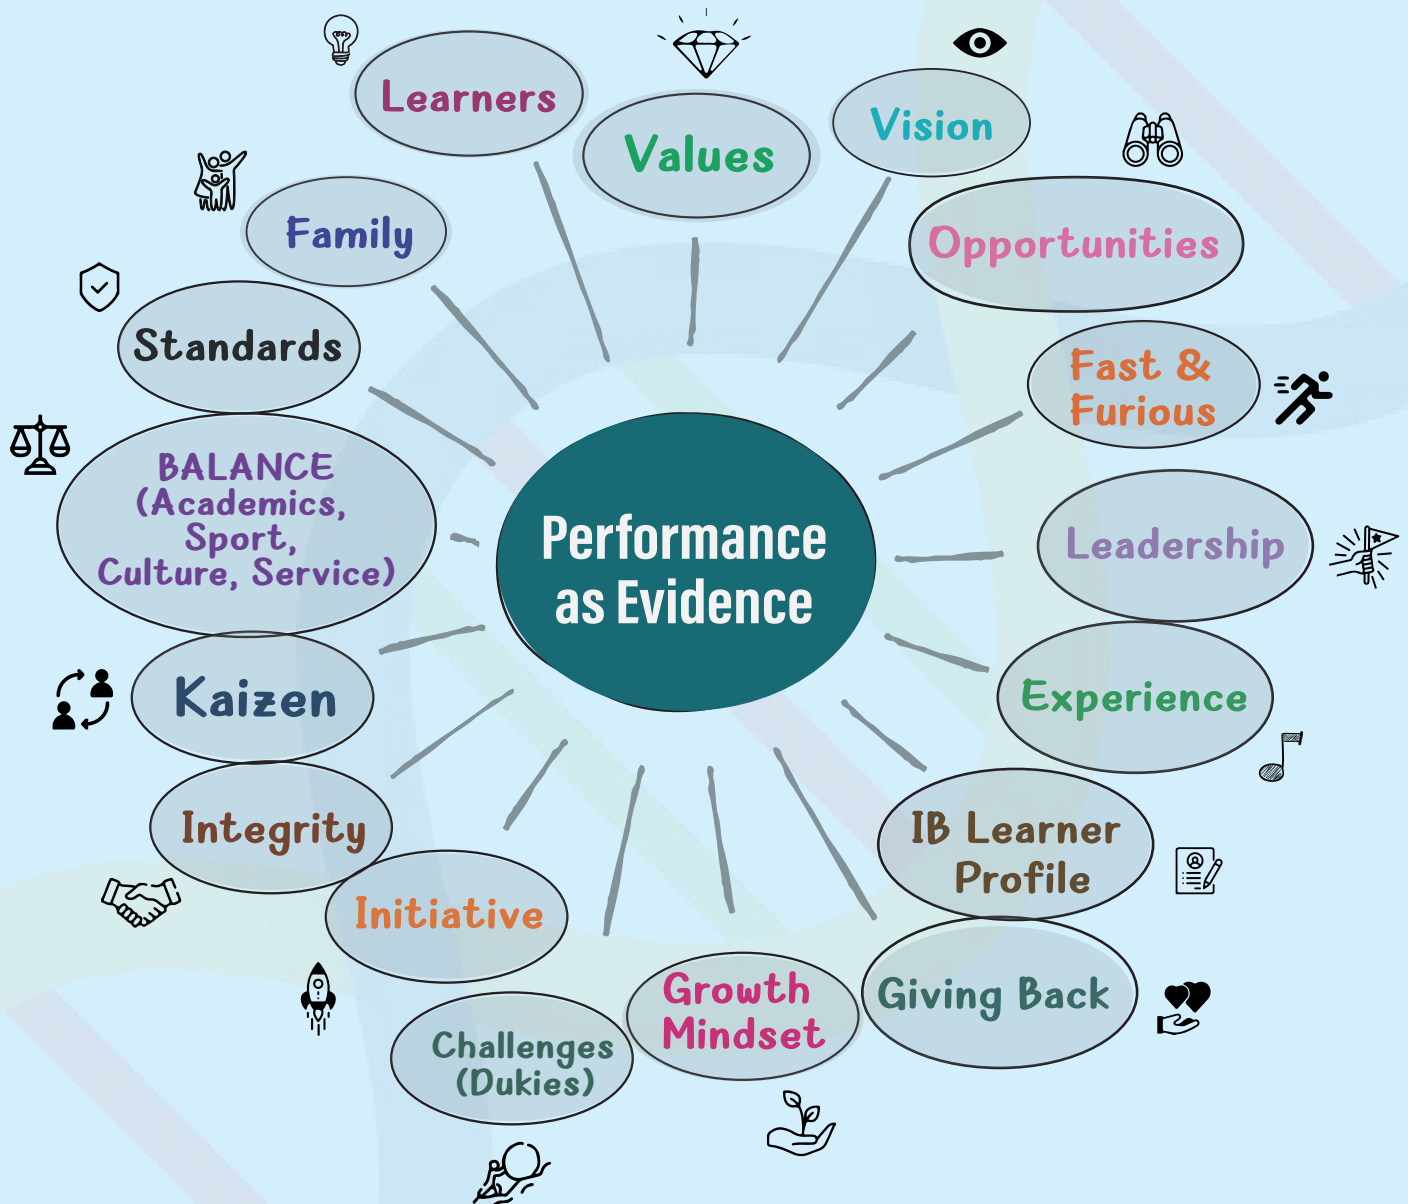 Learners
Values
Vision
Family
Opportunities
Standards
Fast &
Furious
BALANCE
(Academics,
Sport,
Culture, Service)
Performance
as Evidence
Leadership
Kaizen
Experience
Integrity
IB Learner
Profile
Initiative
Growth
Mindset
Giving Back
Challenges
(Dukies)